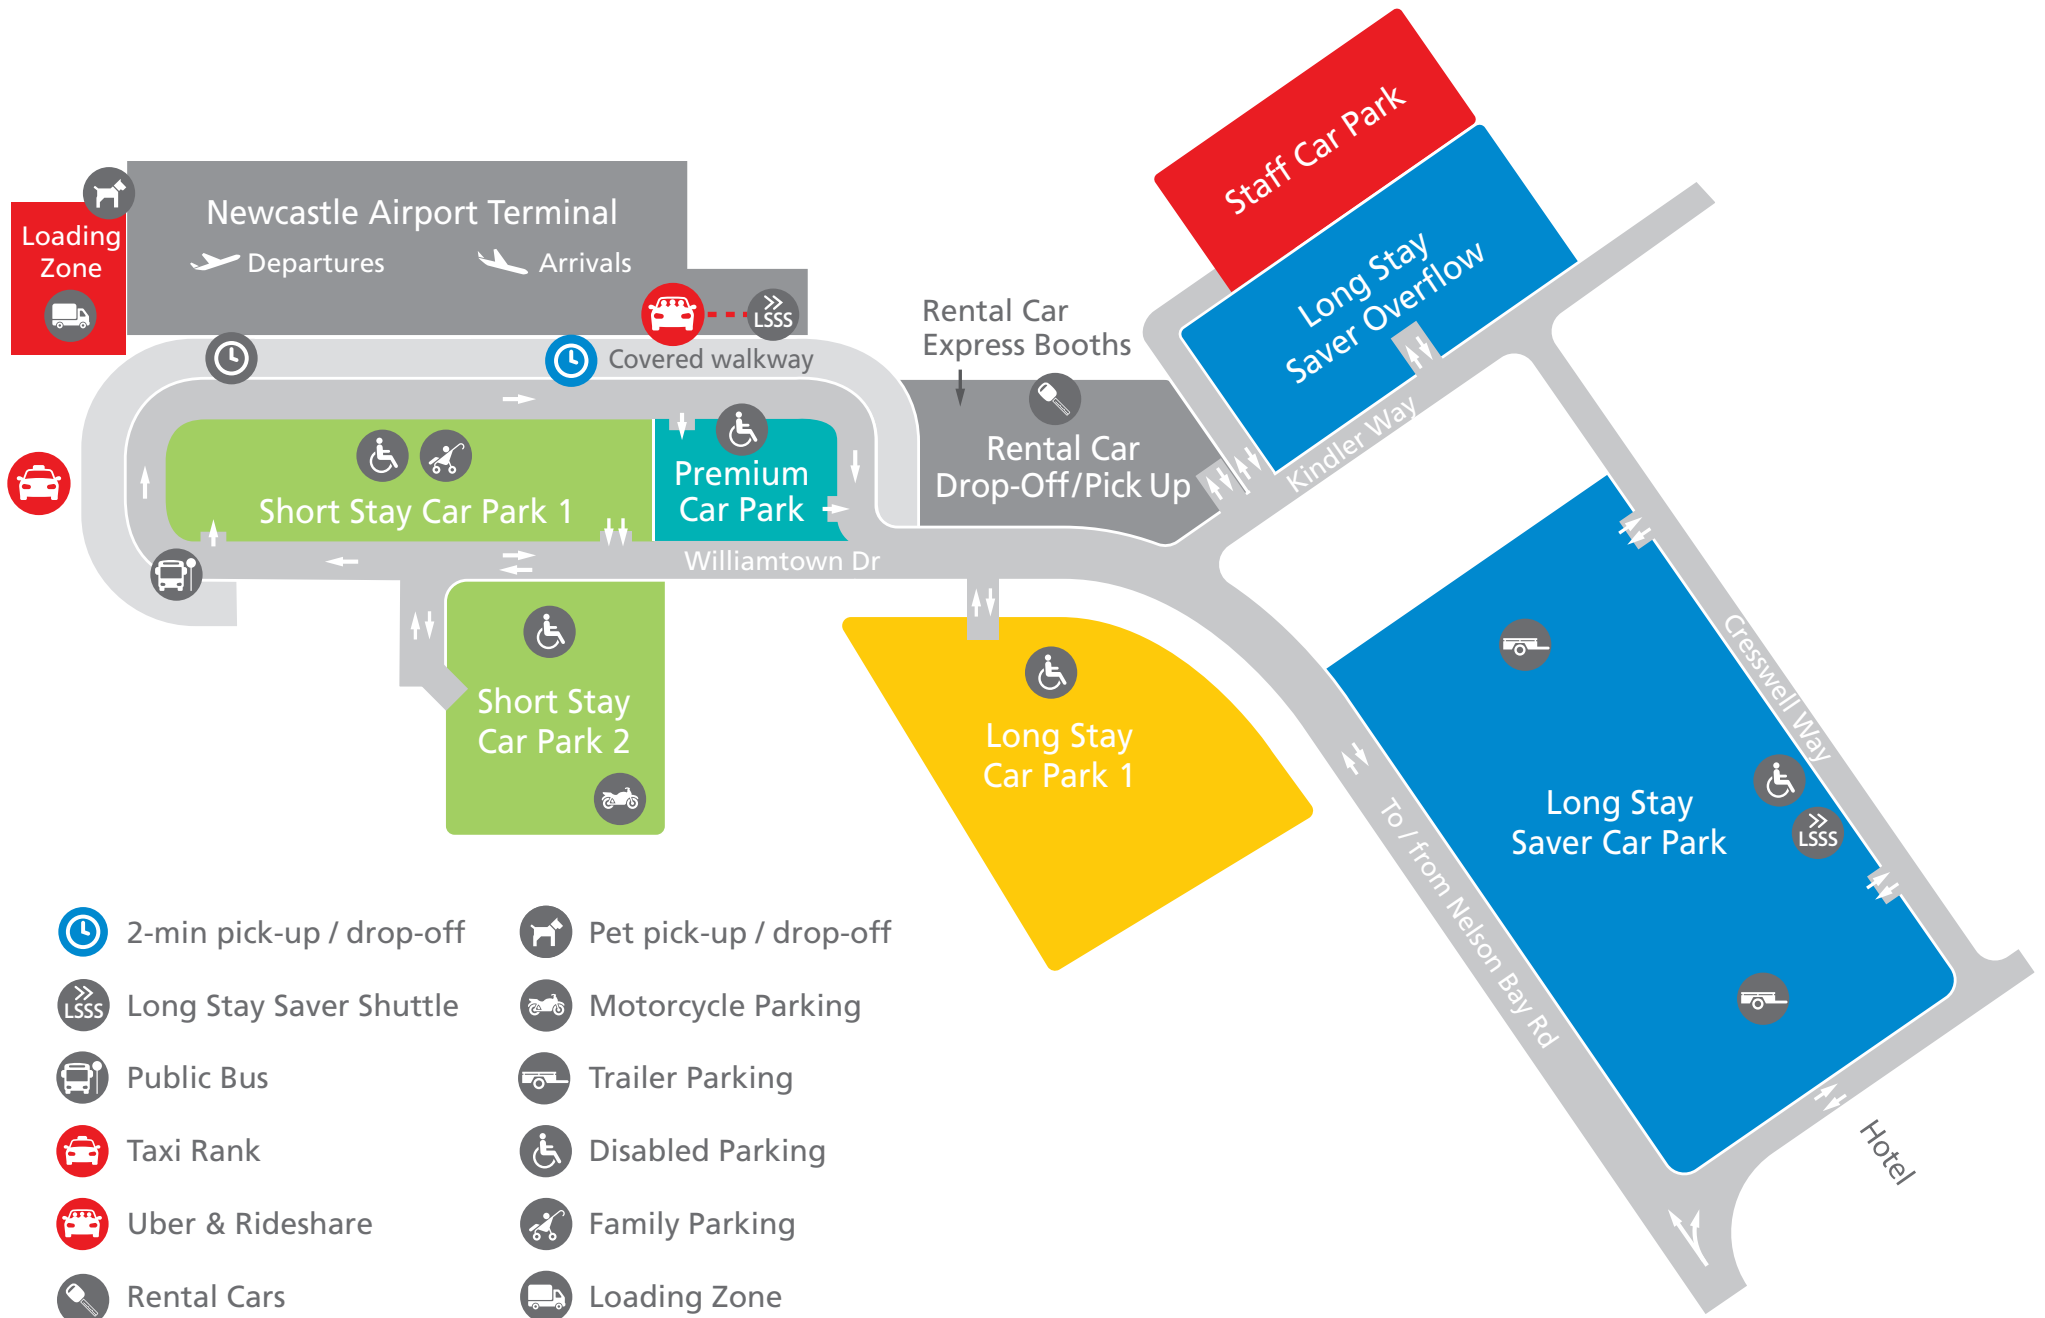 Newcastle Airport Terminal
Departures
Arrivals
Loading
Zone
LSSS
Covered walkway
Rental Car
Express Booths
Rental Car
Drop-Off/Pick Up
Staff Car Park
Long Stay
Saver Overflow
Kindler Way
Short Stay Car Park 1
Premium
Car Park
Williamtown Dr
Short Stay
Car Park 2
Long Stay
Car Park 1
Cresswell Way
Long Stay
Saver Car Park
LSSS
To / from Nelson Bay Rd
Hotel
2-min pick-up / drop-off
LSSS
Long Stay Saver Shuttle
Public Bus
Taxi Rank
Uber & Rideshare
Rental Cars
Pet pick-up / drop-off
Motorcycle Parking
Trailer Parking
Disabled Parking
Family Parking
Loading Zone